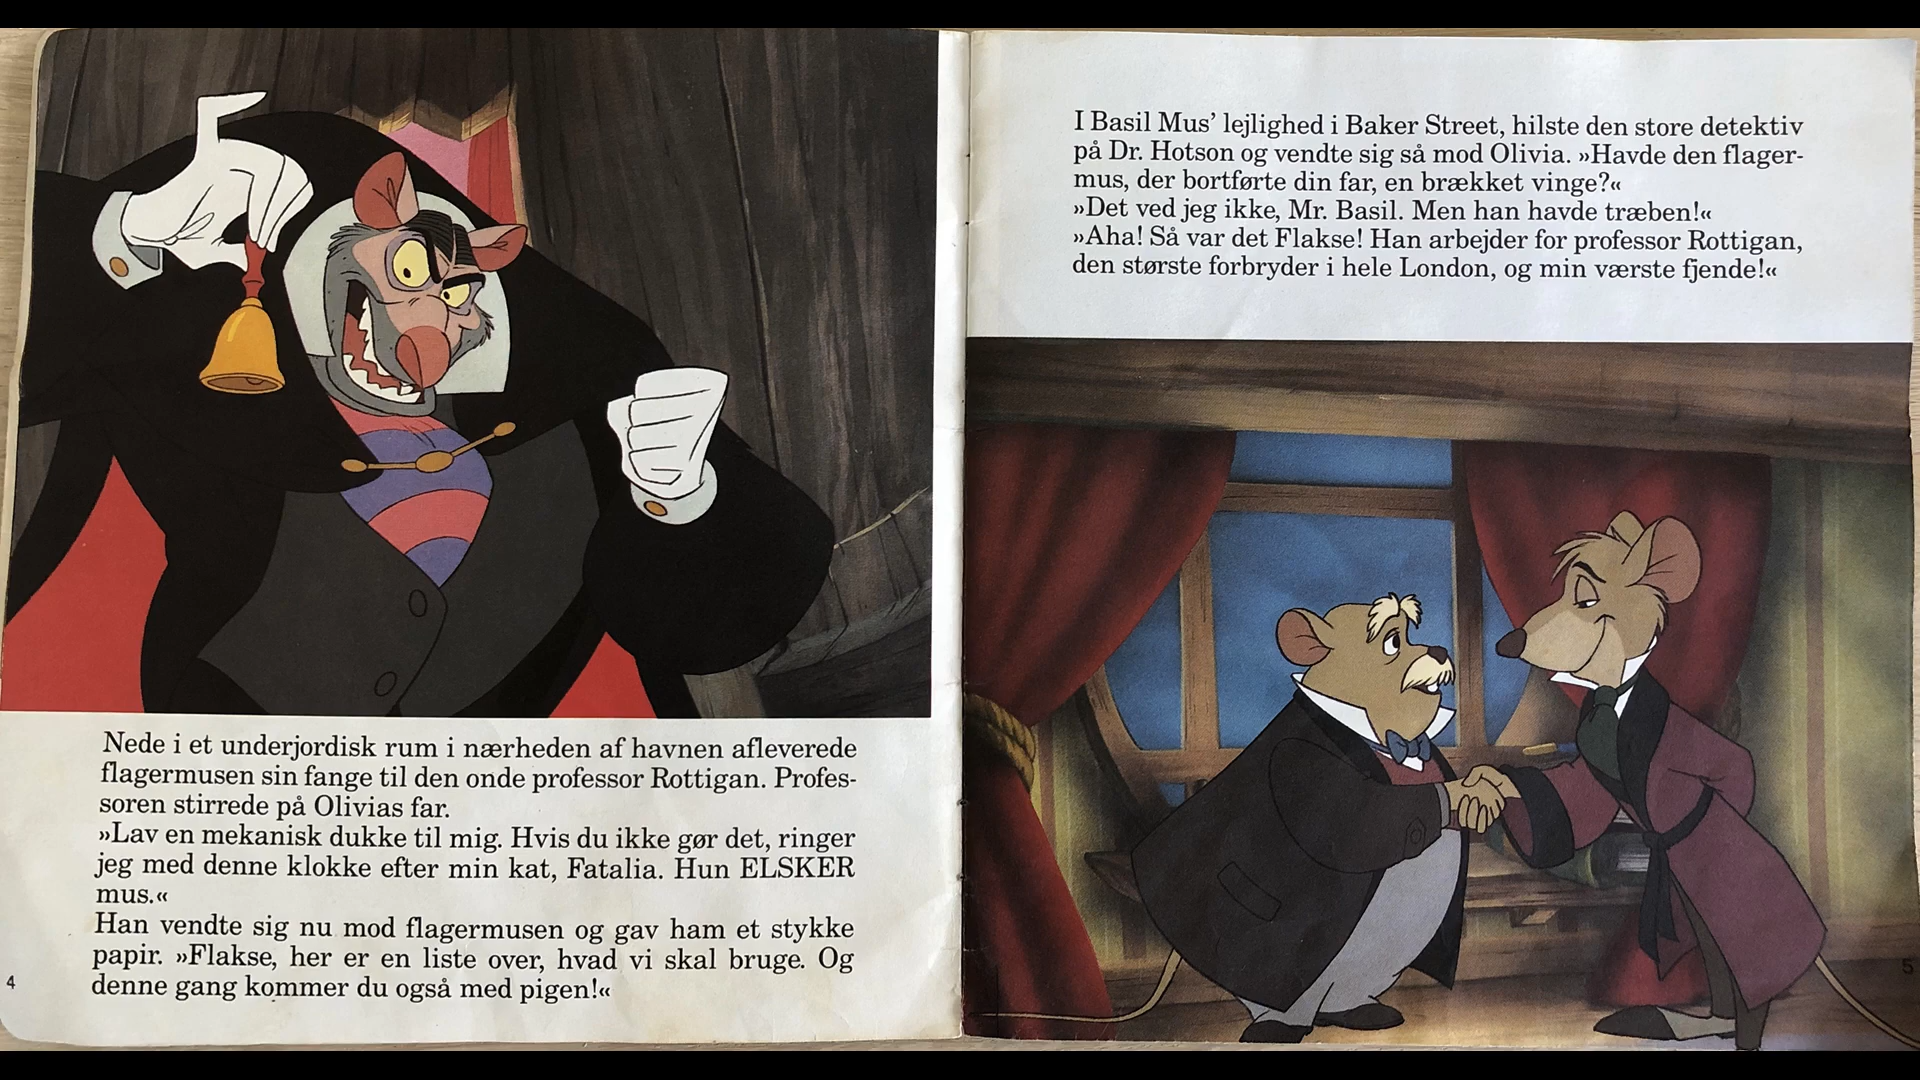 Nede i et underjordisk rum i nærheden af havnen afleverede
flagermusen sin fange til den onde professor Rottigan. Profes-
soren stirrede på Olivias far.
»Lav en mekanisk dukke til mig. Hvis du ikke gør det, ringer
jeg med denne klokke efter min kat, Fatalia. Hun ELSKER
mus.«
Han vendte sig nu mod flagermusen og gav ham et stykke
papir. »Flakse, her er en liste over, hvad vi skal bruge. Og
denne gang kommer du også med pigen!«
4
I Basil Mus’ lejlighed i Baker Street, hilste den store detektiv
på Dr. Hotson og vendte sig så mod Olivia. »Havde den flager-
mus, der bortførte din far, en brækket vinge?«
»Det ved jeg ikke, Mr. Basil. Men han havde træben!«
»Aha! Så var det Flakse! Han arbejder for professor Rottigan,
den største forbryder i hele London, og min værste fjende!«
5